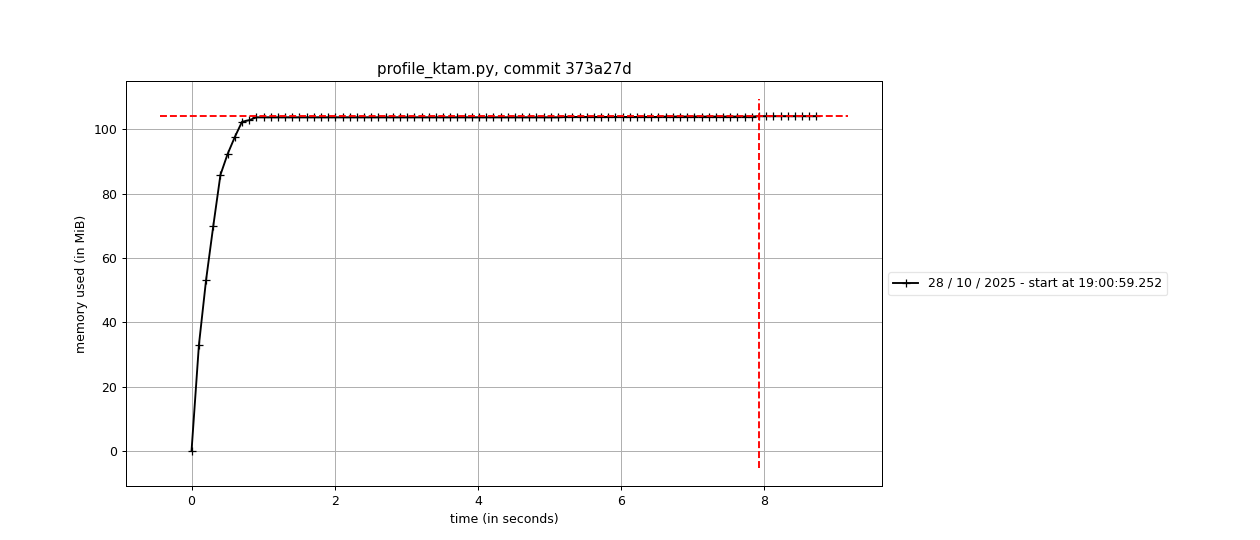 profile_ktam.py, commit 373a27d
100
80
60
40
20
0
memory used (in MiB)
0 2 4 6 8
time (in seconds)
28 / 10 / 2025 - start at 19:00:59.252